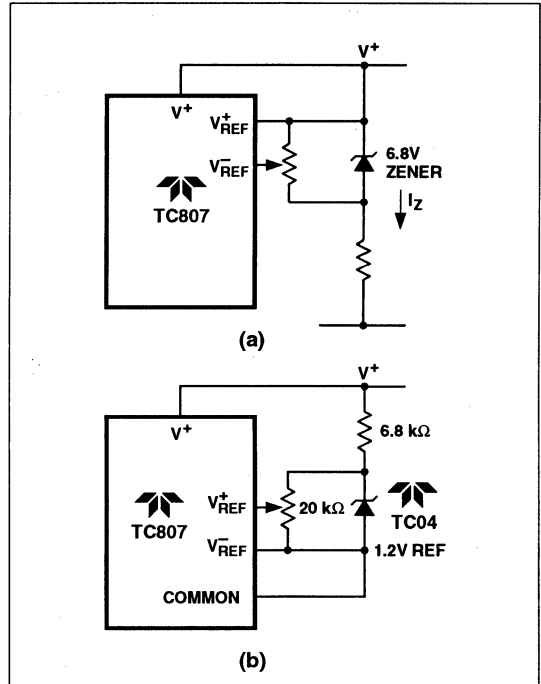 V+
V+
V+REF
V−REF
6.8V
ZENER
IZ
TC807
(a)
V+
V+
6.8 kΩ
V+REF
20 kΩ
TC04
TC807
V−REF
1.2V REF
COMMON
(b)